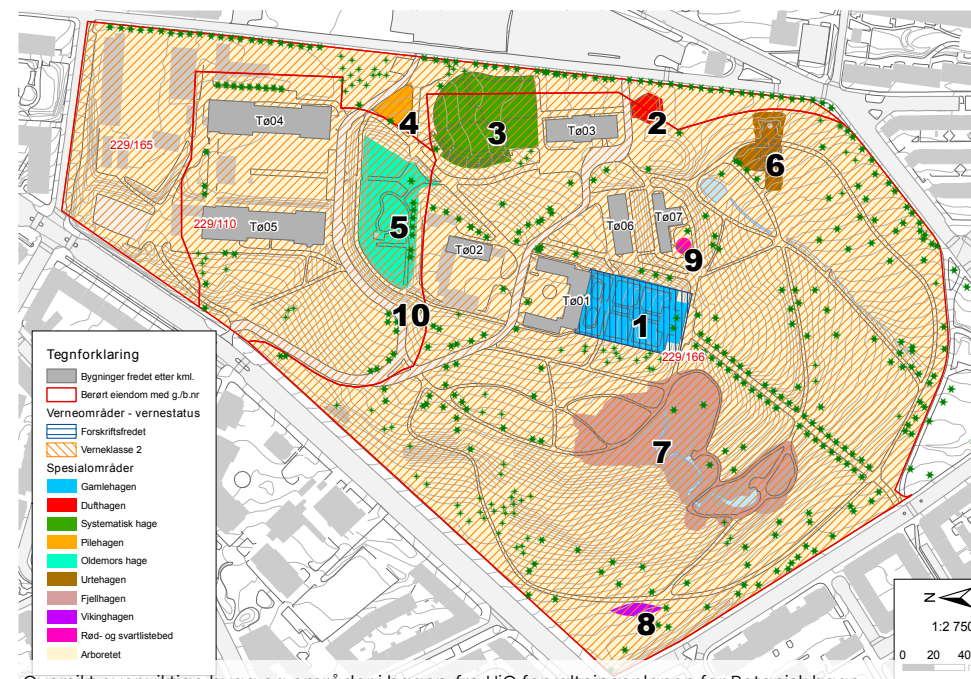 229/165
Tø04
4
3
Tø03
2
6
229/110
Tø05
5
Tø02
Tø06
Tø07
9
Tø01
10
1
229/166
7
8
Tegnforklaring
Bygninger fredet etter kml.
Berørt eiendom med g./b.nr
Verneområder - vernestatus
Forskriftsfredet
Verneklasse 2
Spesialområder
Gamlehagen
Dufthagen
Systematisk hage
Pilehagen
Oldemors hage
Urtehagen
Fjellhagen
Vikinghagen
Rød- og svartlistebed
Arboretet
N
1:2 750
0 20 40